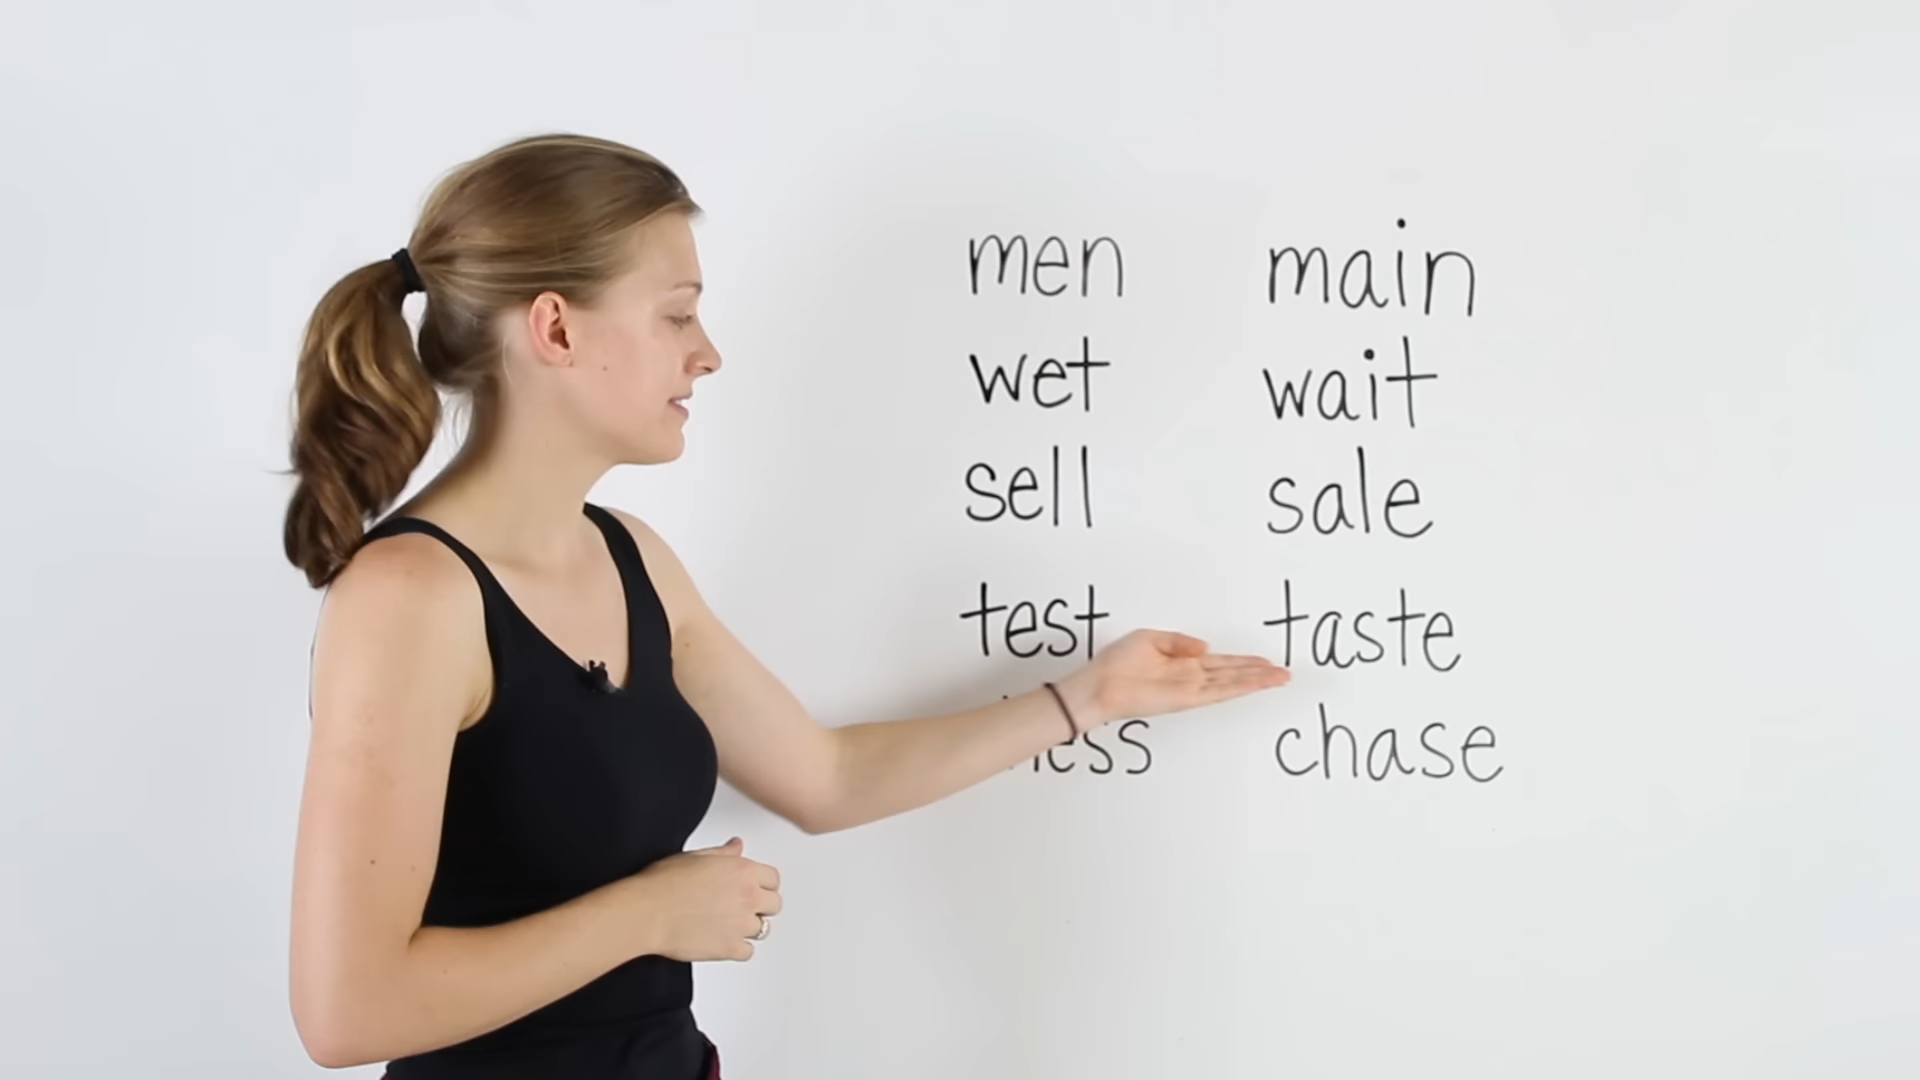 men main
wet wait
sell sale
test taste
chase